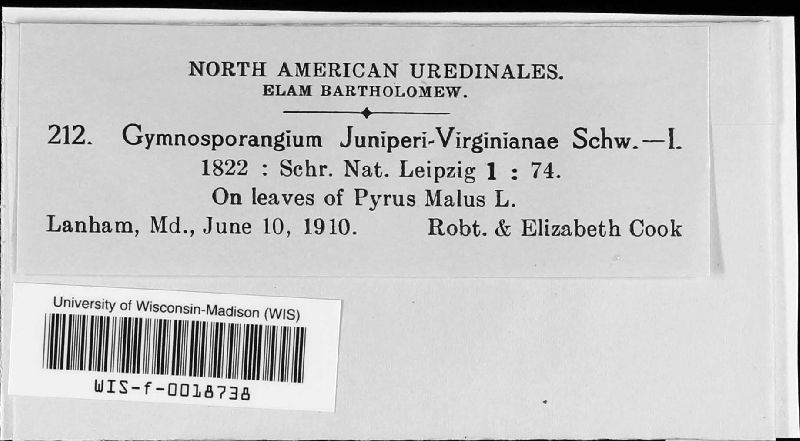 NORTH AMERICAN UREDINALES.
ELAM BARTHOLOMEW.
212. Gymnosporangium Juniperi-Virginianae Schw.—I.
1822 : Schr. Nat. Leipzig 1 : 74.
On leaves of Pyrus Malus L.
Lanham, Md., June 10, 1910. Robt. & Elizabeth Cook
University of Wisconsin-Madison (WIS)
WIS-f-0018738